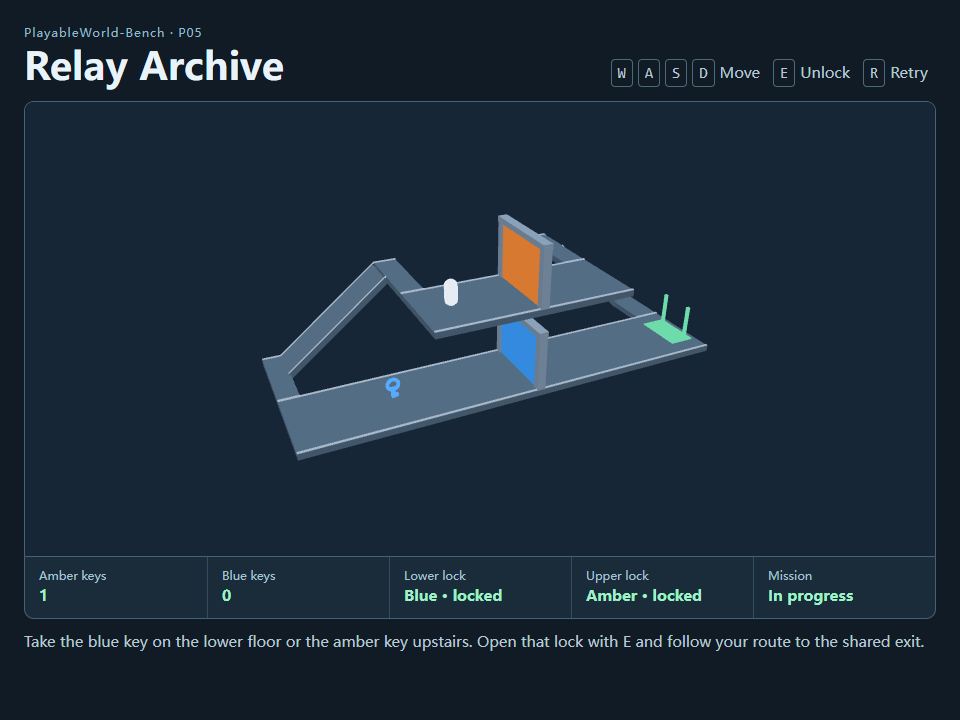 PlayableWorld-Bench · P05
Relay Archive
W A S D Move E Unlock R Retry
Amber keys Blue keys Lower lock Upper lock Mission
1 0 Blue • locked Amber • locked In progress
Take the blue key on the lower floor or the amber key upstairs. Open that lock with E and follow your route to the shared exit.